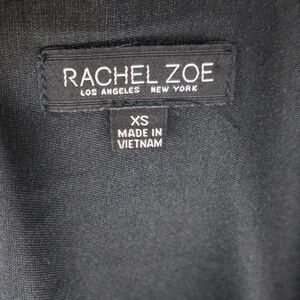 RACHEL ZOE
LOS ANGELES NEW YORK
XS
MADE IN
VIETNAM